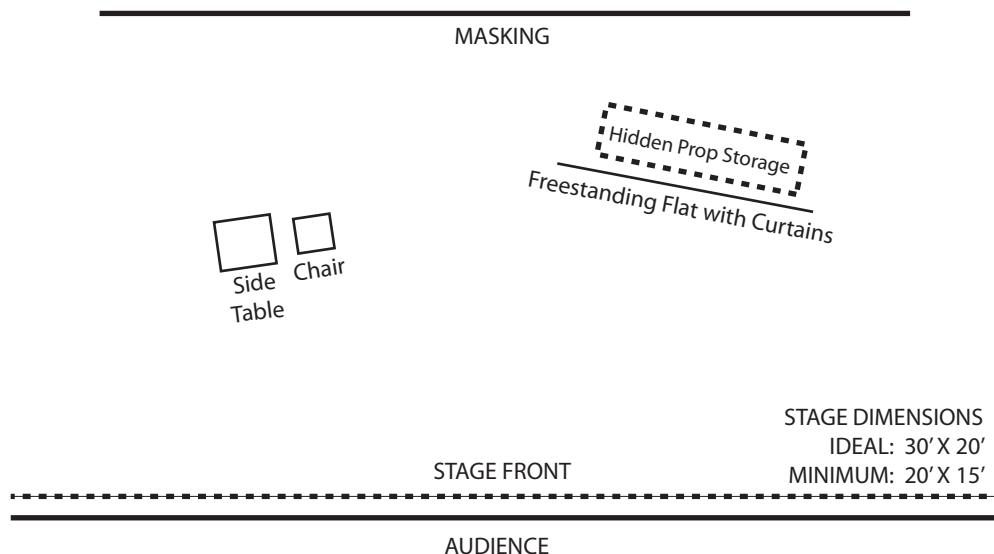 MASKING
Hidden Prop Storage
Freestanding Flat with Curtains
Side
Table
Chair
STAGE DIMENSIONS
IDEAL: 30’ X 20’
MINIMUM: 20’ X 15’
STAGE FRONT
AUDIENCE